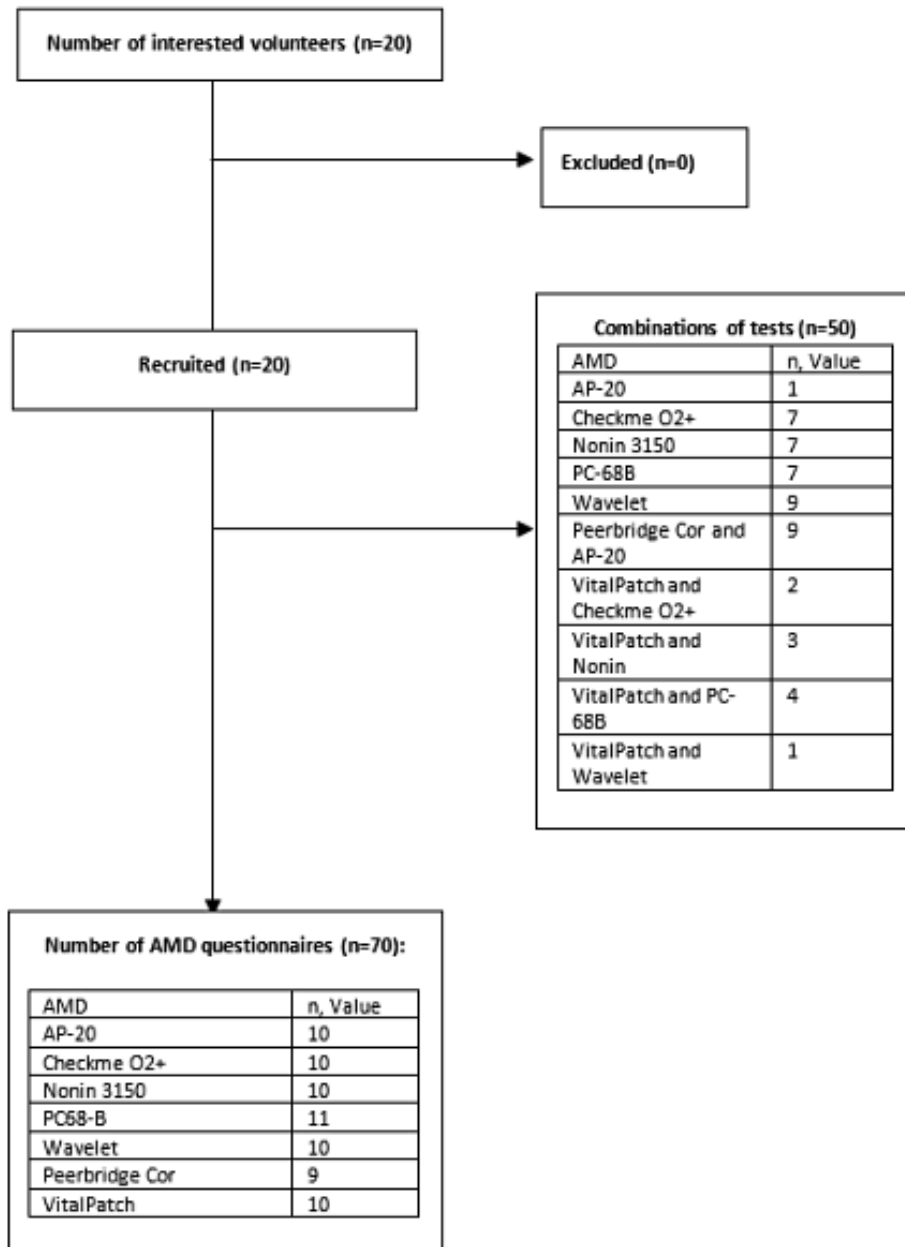 Number of interested volunteers (n=20)
Excluded (n=0)
Recruited (n=20)
Combinations of tests (n=50)
AMD n, Value
AP-20 1
Checkme O2+ 7
Nonin 3150 7
PC-68B 7
Wavelet 9
Peerbridge Cor and 9
AP-20
VitalPatch and 2
Checkme O2+
VitalPatch and 3
Nonin
VitalPatch and PC- 4
68B
VitalPatch and 1
Wavelet
Number of AMD questionnaires (n=70):
AMD n, Value
AP-20 10
Checkme O2+ 10
Nonin 3150 10
PC68-B 11
Wavelet 10
Peerbridge Cor 9
VitalPatch 10